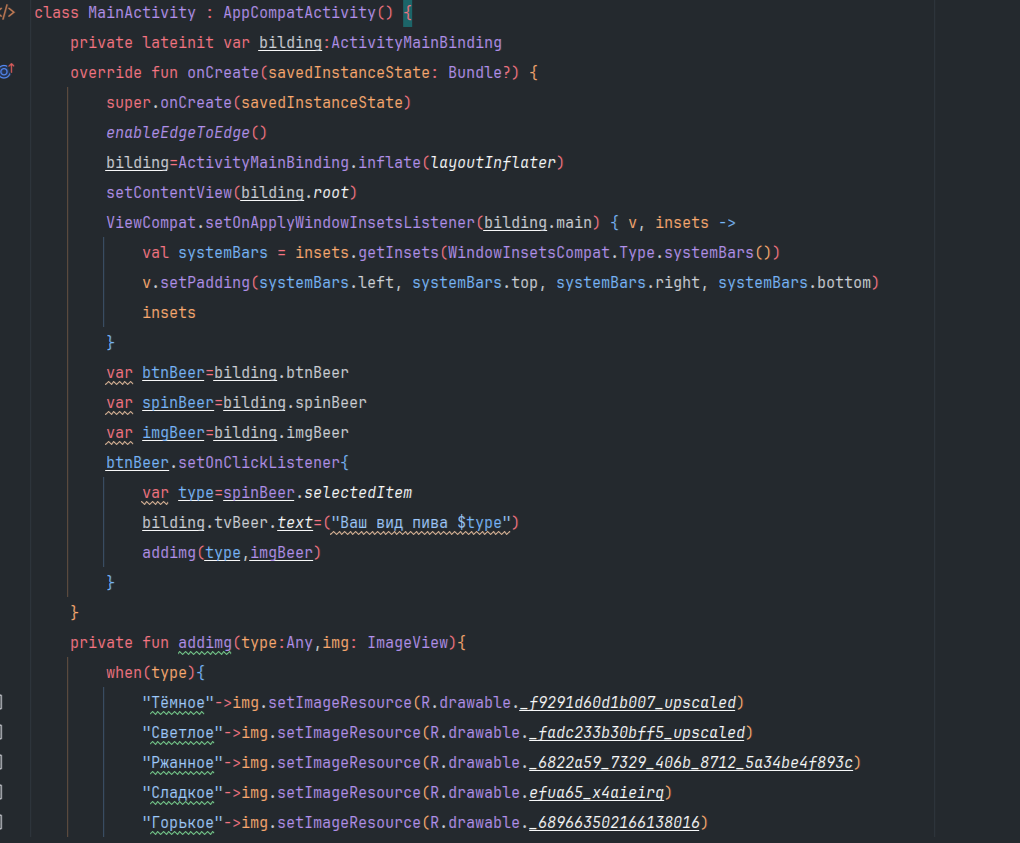 class MainActivity : AppCompatActivity() {
private lateinit var bilding:ActivityMainBinding
override fun onCreate(savedInstanceState: Bundle?) {
super.onCreate(savedInstanceState)
enableEdgeToEdge()
bilding=ActivityMainBinding.inflate(layoutInflater)
setContentView(bilding.root)
ViewCompat.setOnApplyWindowInsetsListener(bilding.main) { v, insets ->
val systemBars = insets.getInsets(WindowInsetsCompat.Type.systemBars())
v.setPadding(systemBars.left, systemBars.top, systemBars.right, systemBars.bottom)
insets
}
var btnBeer=bilding.btnBeer
var spinBeer=bilding.spinBeer
var imgBeer=bilding.imgBeer
btnBeer.setOnClickListener{
var type=spinBeer.selectedItem
bilding.tvBeer.text=("Ваш вид пива $type")
addimg(type,imgBeer)
}
}
private fun addimg(type:Any,img: ImageView){
when(type){
"Тёмное"->img.setImageResource(R.drawable._f9291d60d1b007_upscaled)
"Светлое"->img.setImageResource(R.drawable._fadc233b30bff5_upscaled)
"Ржанное"->img.setImageResource(R.drawable._6822a59_7329_406b_8712_5a34be4f893c)
"Сладкое"->img.setImageResource(R.drawable.efua65_x4aieirq)
"Горькое"->img.setImageResource(R.drawable._689663502166138016)